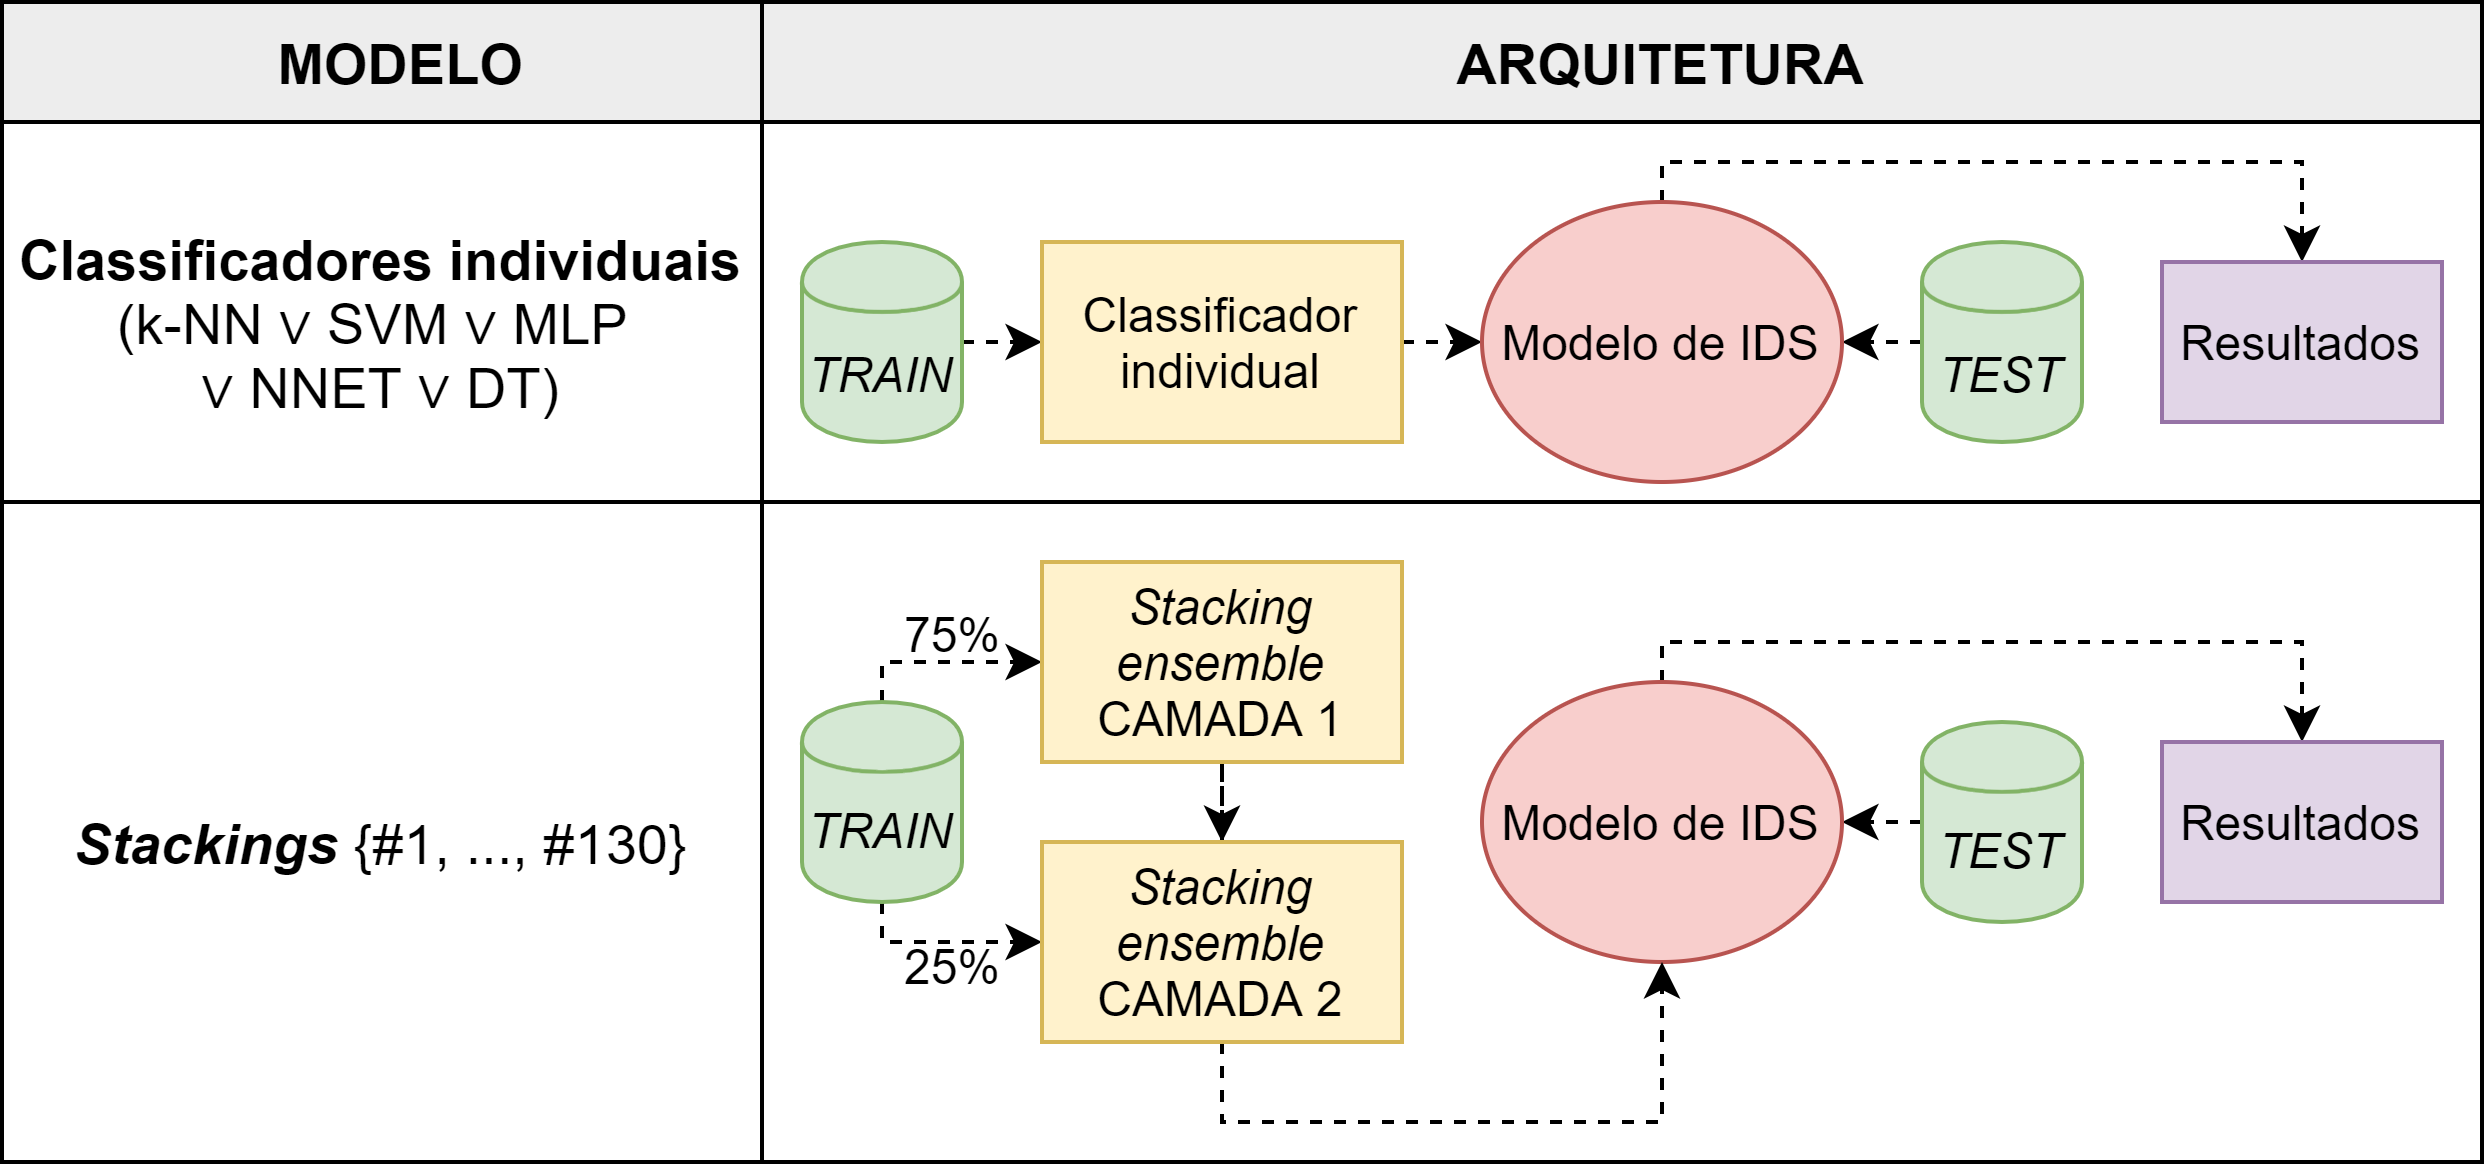 MODELO
ARQUITETURA
Classificadores individuais
(k-NN ∨ SVM ∨ MLP
∨ NNET ∨ DT)
TRAIN
Classificador
individual
Modelo de IDS
TEST
Resultados
Stackings {#1, ..., #130}
75%
TRAIN
25%
Stacking
ensemble
CAMADA 1
Stacking
ensemble
CAMADA 2
Modelo de IDS
TEST
Resultados